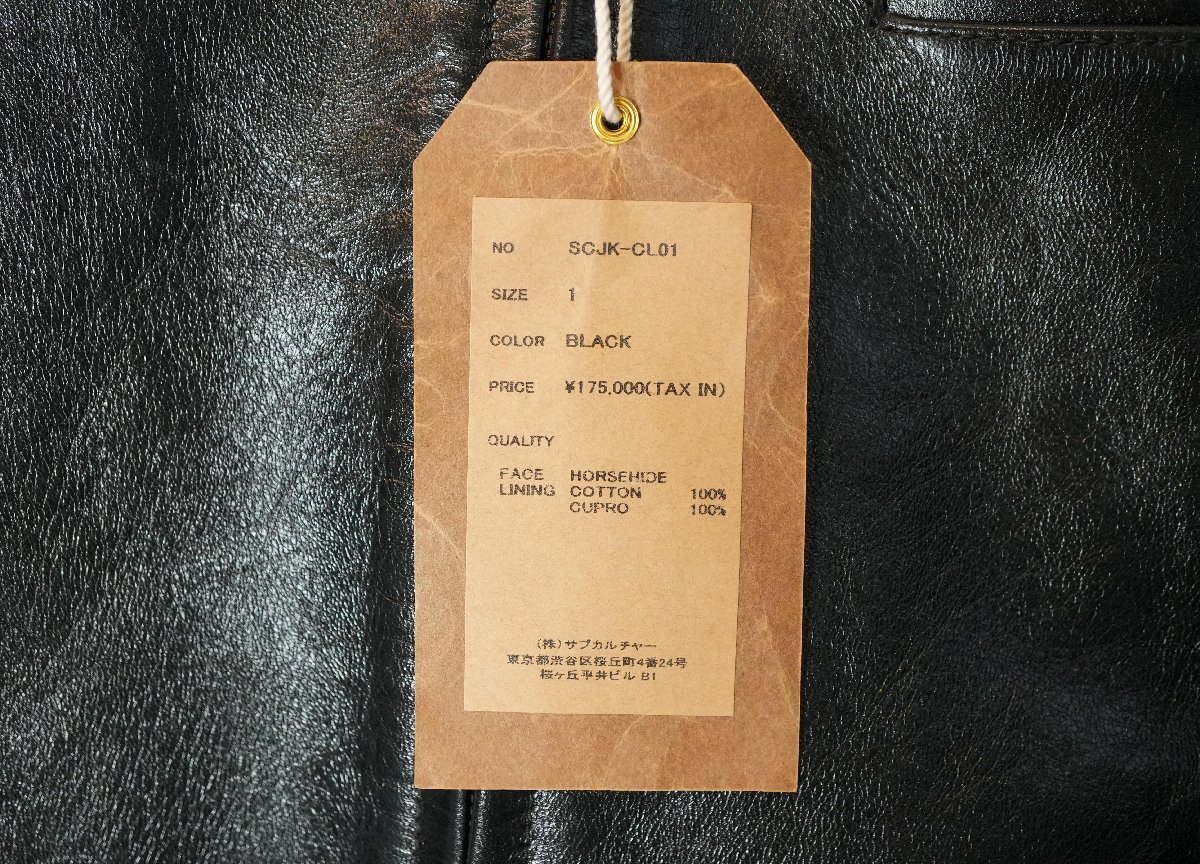 NO SCJK-CL01
SIZE 1
COLOR BLACK
PRICE ¥175,000(TAX IN)
QUALITY
FACE HORSEHIDE
LINING COTTON 100%
CUPRO 100%
(株)サブカルチャー
東京都渋谷区桜丘町4番24号
桜ヶ丘平井ビル B1